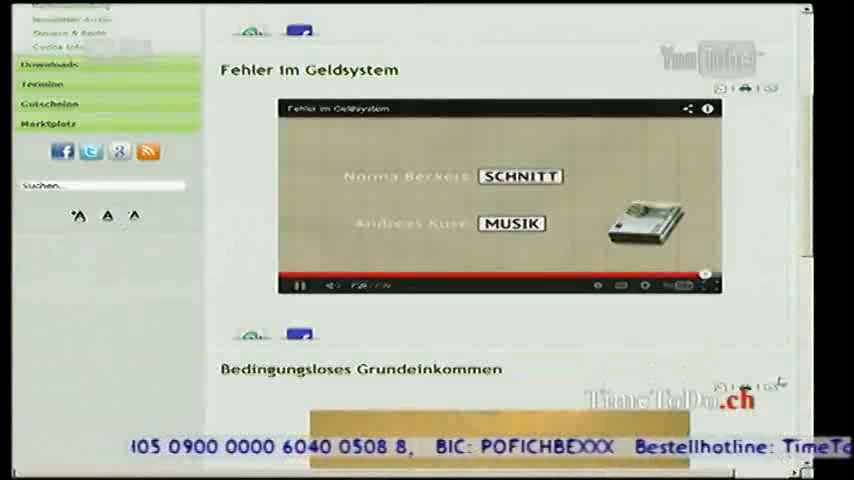 Downloads
Termine
Gutscheine
Marktplatz
Suchen...
A A A
Fehler im Geldsystem
Fehler im Geldsystem
Norma Beckers SCHNITT
Andreas Kuse MUSIK
Bedingungsloses Grundeinkommen
TimeToDo.ch
0900 0000 6040 0508 8, BIC: POFICHBEXXX Bestellhotline: